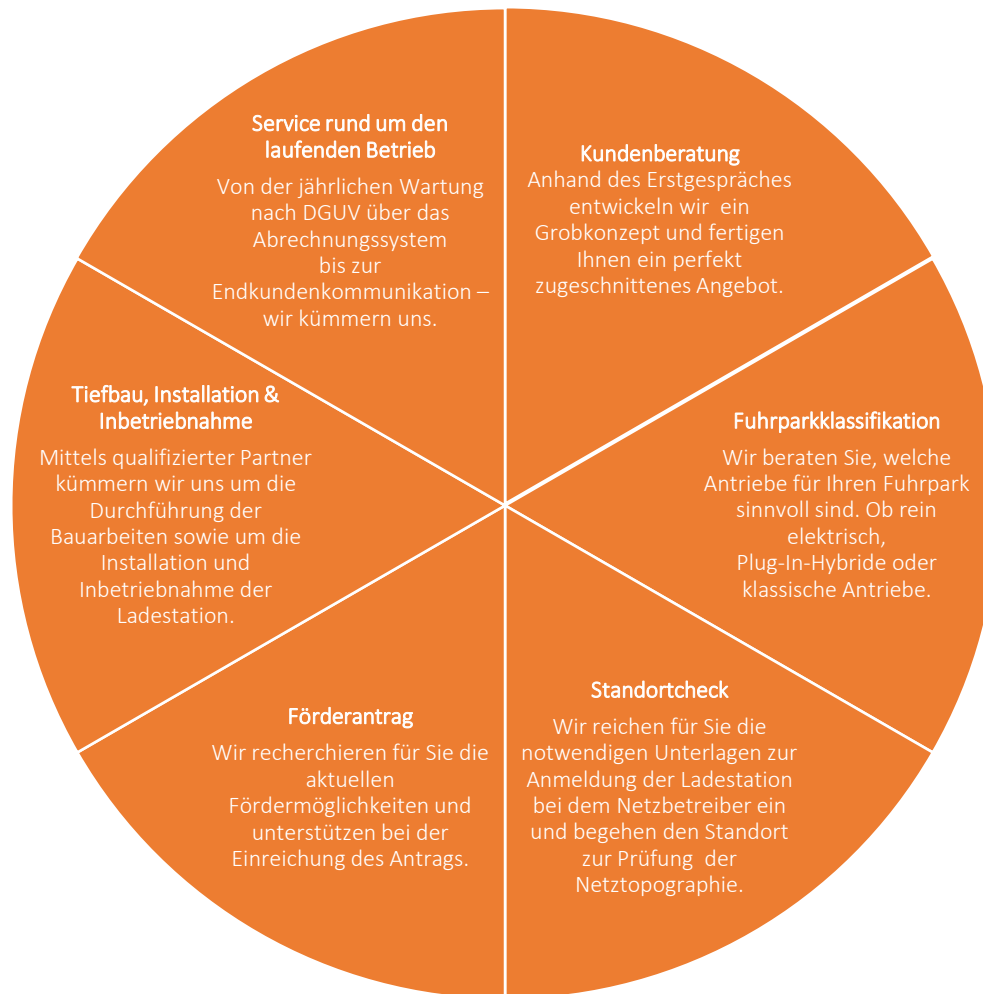 Service rund um den
laufenden Betrieb
Von der jährlichen Wartung
nach DGUV über das
Abrechnungssystem
bis zur
Endkundenkommunikation –
wir kümmern uns.
Kundenberatung
Anhand des Erstgespräches
entwickeln wir  ein
Grobkonzept und fertigen
Ihnen ein perfekt
zugeschnittenes Angebot.
Tiefbau, Installation &
Inbetriebnahme
Mittels qualifizierter Partner
kümmern wir uns um die
Durchführung der
Bauarbeiten sowie um die
Installation und
Inbetriebnahme der
Ladestation.
Fuhrparkklassifikation
Wir beraten Sie, welche
Antriebe für Ihren Fuhrpark
sinnvoll sind. Ob rein
elektrisch,
Plug-In-Hybride oder
klassische Antriebe.
Förderantrag
Wir recherchieren für Sie die
aktuellen
Fördermöglichkeiten und
unterstützen bei der
Einreichung des Antrags.
Standortcheck
Wir reichen für Sie die
notwendigen Unterlagen zur
Anmeldung der Ladestation
bei dem Netzbetreiber ein
und begehen den Standort
zur Prüfung  der
Netztopographie.